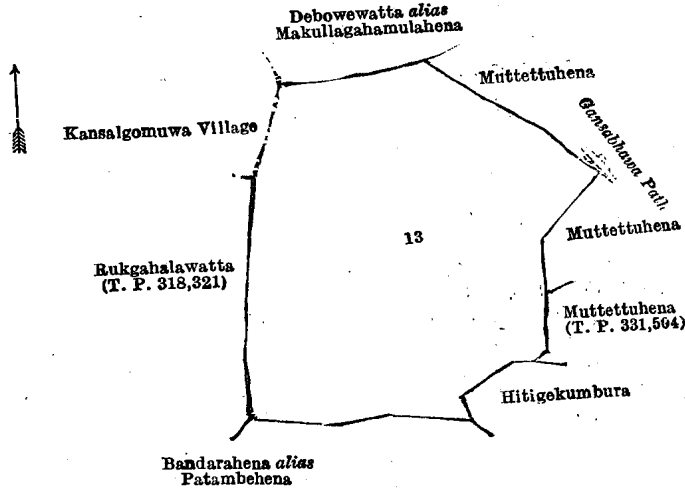 Debowewatta alias
Makullagahamulahena
Muttettuhena
Gansabhawa Path
Kansalgomuwa Village
13
Muttettuhena
Rukgahalawatta
(T. P. 318,321)
Muttettuhena
(T. P. 331,504)
Hitigekumbura
Bandarahena alias
Patambehena